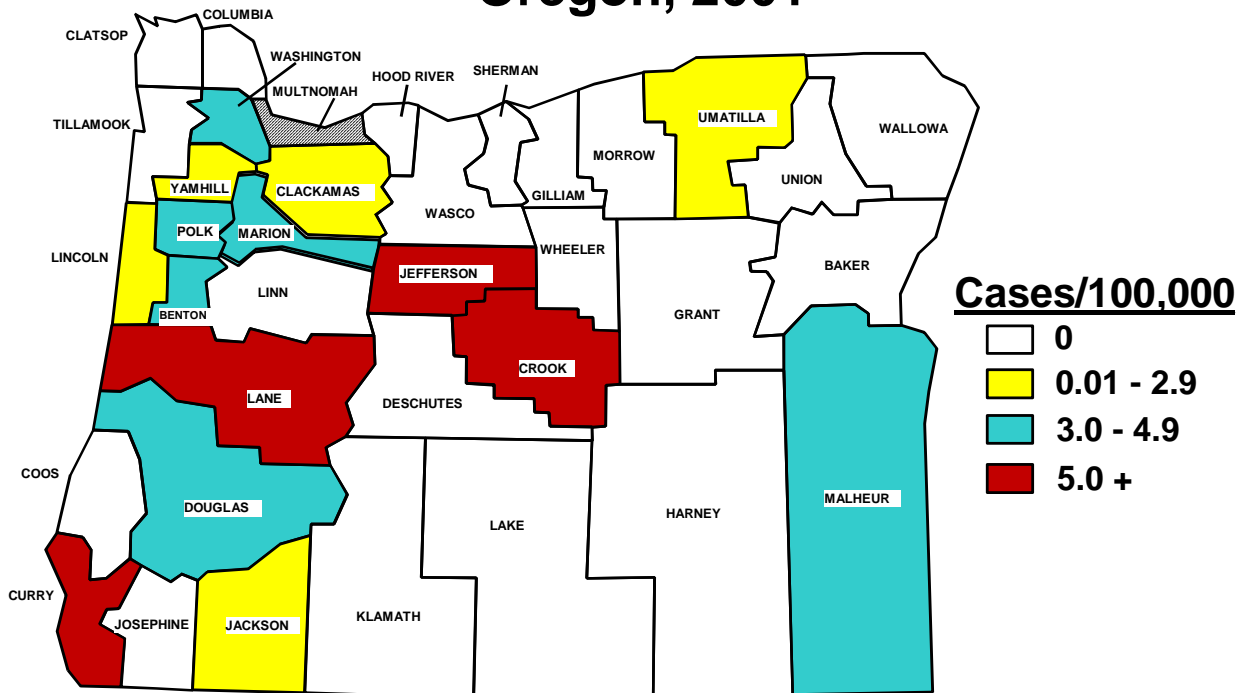 COLUMBIA
CLATSOP
WASHINGTON
HOOD RIVER
SHERMAN
MULTNOMAH
TILLAMOOK
UMATILLA
WALLOWA
MORROW
UNION
YAMHILL
CLACKAMAS
GILLIAM
WASCO
POLK
MARION
WHEELER
LINCOLN
JEFFERSON
BAKER
LINN
BENTON
GRANT
CROOK
LANE
DESCHUTES
COOS
DOUGLAS
LAKE
HARNEY
MALHEUR
CURRY
JOSEPHINE
JACKSON
KLAMATH
Cases/100,000
0
0.01 - 2.9
3.0 - 4.9
5.0 +